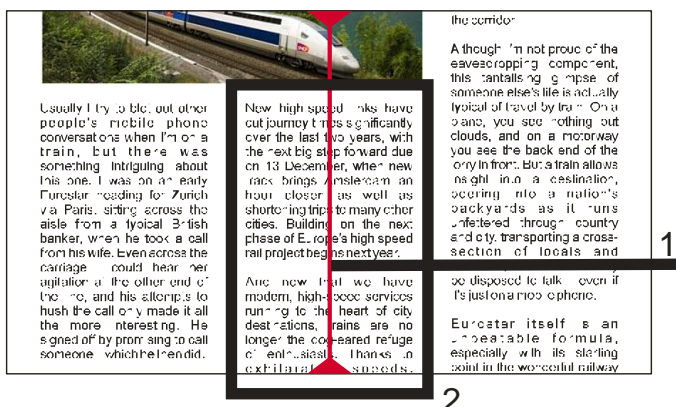 Usually I try to blot out other
people's mobile phone
conversations when I'm on a
train, but there was
something intriguing about
this one. I was on an early
Eurostar heading for Zurich
via Paris, sitting across the
aisle from a typical British
banker, when he took a call
from his wife. Even across the
carriage I could hear her
agitation at the other end of
the line, and his attempts to
hush the call only made it all
the more interesting. He
signed off by promising to call
someone which he then did.
New high-speed links have
cut journey times significantly
over the last two years, with
the next big step forward due
on 13 December, when new
track brings Amsterdam an
hour closer as well as
shortening trips to many other
cities. Building on the next
phase of Europe's high speed
rail project begins next year.
And now that we have
modern, high-speed services
running to the heart of city
destinations, trains are no
longer the dog-eared refuge
of enthusiasts. Thanks to
exhilarating speeds,
the corridor
Although I'm not proud of the
eavesdropping component,
this tantalising glimpse of
someone else's life is actually
typical of travel by train. On a
plane, you see nothing but
clouds, and on a motorway
you see the back end of the
lorry in front. But a train allows
insight into a destination,
peering into a nation's
backyards as it runs
unfettered through country
and city, transporting a cross-
section of locals and
be disposed to talk even if
it's just on a mobile phone.
Eurostar itself is an
unbeatable formula,
especially with its starting
point in the wonderful railway
1
2